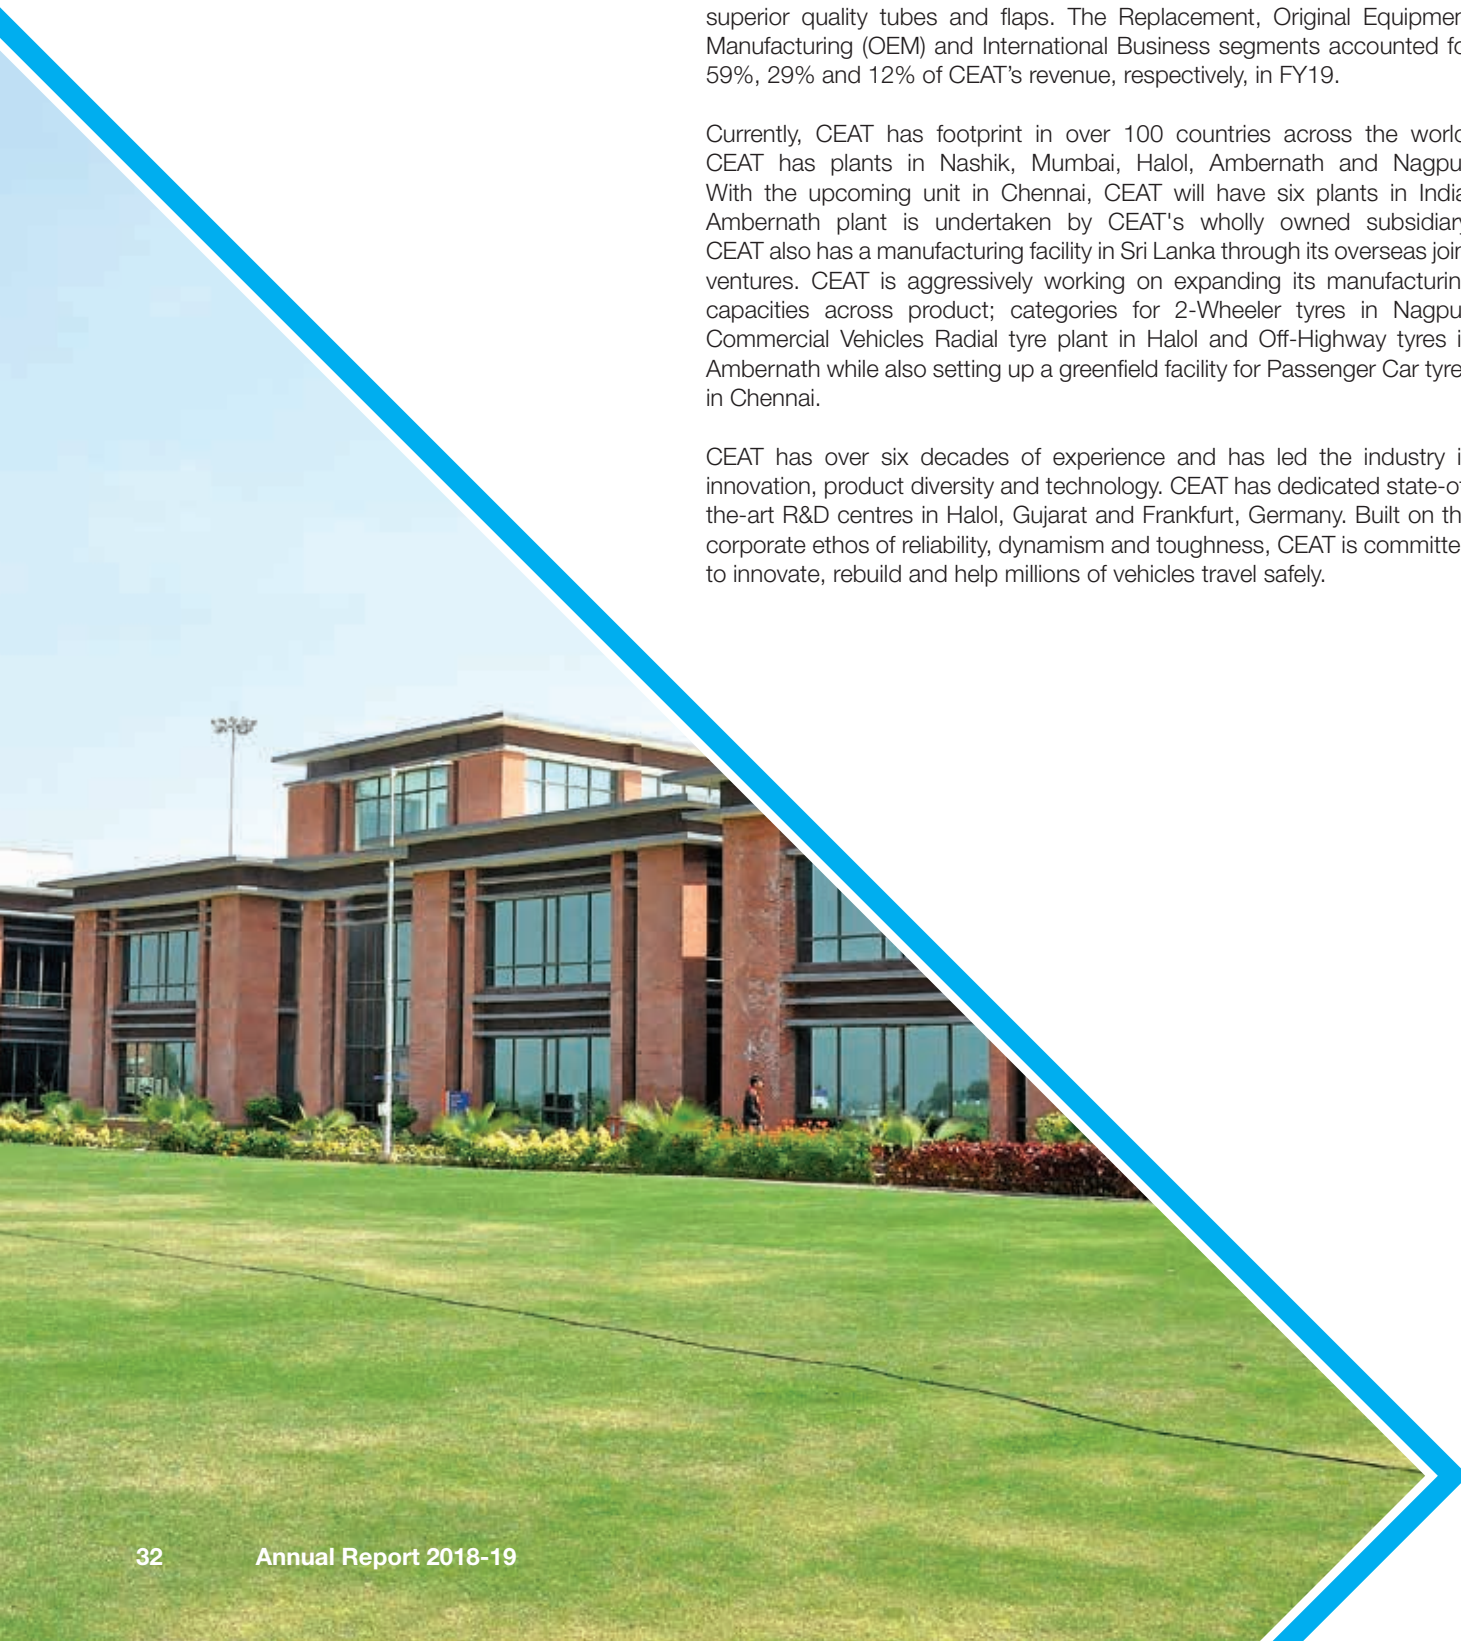 superior quality tubes and flaps. The Replacement, Original Equipmen
Manufacturing (OEM) and International Business segments accounted fo
59%, 29% and 12% of CEAT’s revenue, respectively, in FY19.
Currently, CEAT has footprint in over 100 countries across the world
CEAT has plants in Nashik, Mumbai, Halol, Ambernath and Nagpu
With the upcoming unit in Chennai, CEAT will have six plants in India
Ambernath plant is undertaken by CEAT's wholly owned subsidiary
CEAT also has a manufacturing facility in Sri Lanka through its overseas join
ventures. CEAT is aggressively working on expanding its manufacturin
capacities across product; categories for 2-Wheeler tyres in Nagpu
Commercial Vehicles Radial tyre plant in Halol and Off-Highway tyres i
Ambernath while also setting up a greenfield facility for Passenger Car tyre
in Chennai.
CEAT has over six decades of experience and has led the industry i
innovation, product diversity and technology. CEAT has dedicated state-of
the-art R&D centres in Halol, Gujarat and Frankfurt, Germany. Built on th
corporate ethos of reliability, dynamism and toughness, CEAT is committe
to innovate, rebuild and help millions of vehicles travel safely.
32 Annual Report 2018-19